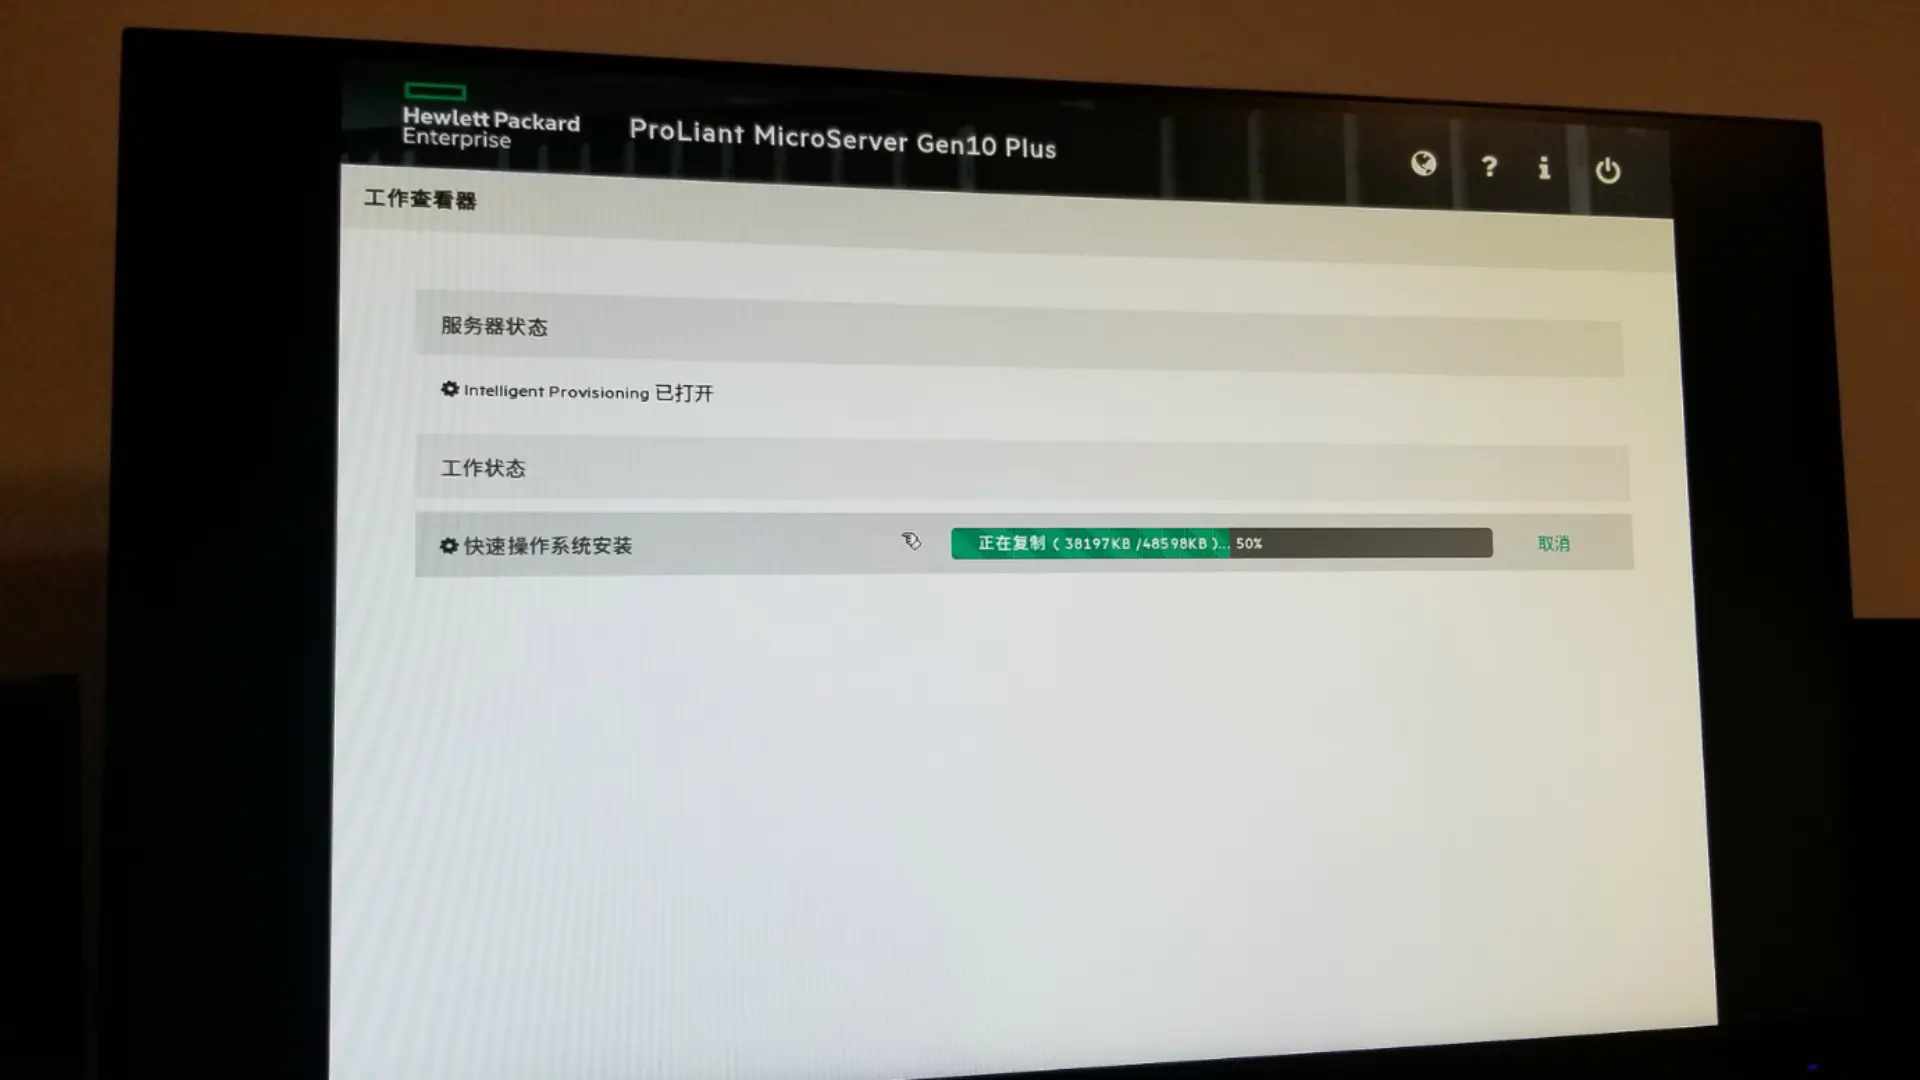 Hewlett Packard
Enterprise
ProLiant MicroServer Gen10 Plus
工作查看器
服务器状态
Intelligent Provisioning 已打开
工作状态
快速操作系统安装
正在复制 ( 38197KB /48598KB )... 50%
取消